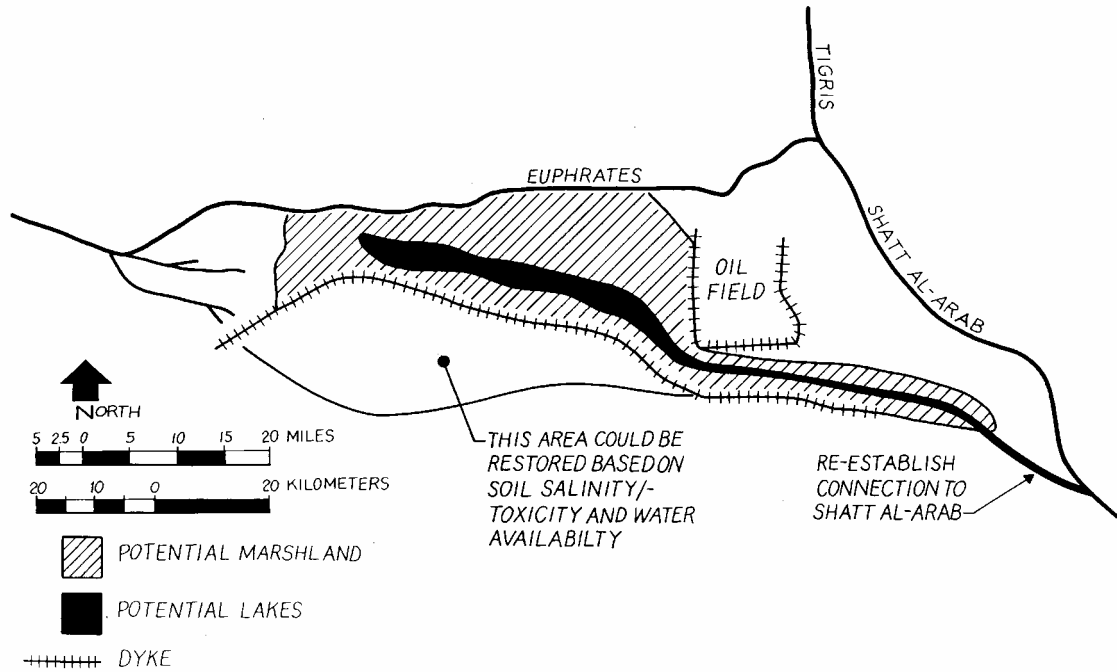 TIGRIS
EUPHRATES
SHATT AL-ARAB
OIL
FIELD
NORTH
5 2.5 0 5 10 15 20 MILES
20 10 0 20 KILOMETERS
THIS AREA COULD BE
RESTORED BASED ON
SOIL SALINITY/-
TOXICITY AND WATER
AVAILABILTY
RE-ESTABLISH
CONNECTION TO
SHATT AL-ARAB
POTENTIAL MARSHLAND
POTENTIAL LAKES
DYKE